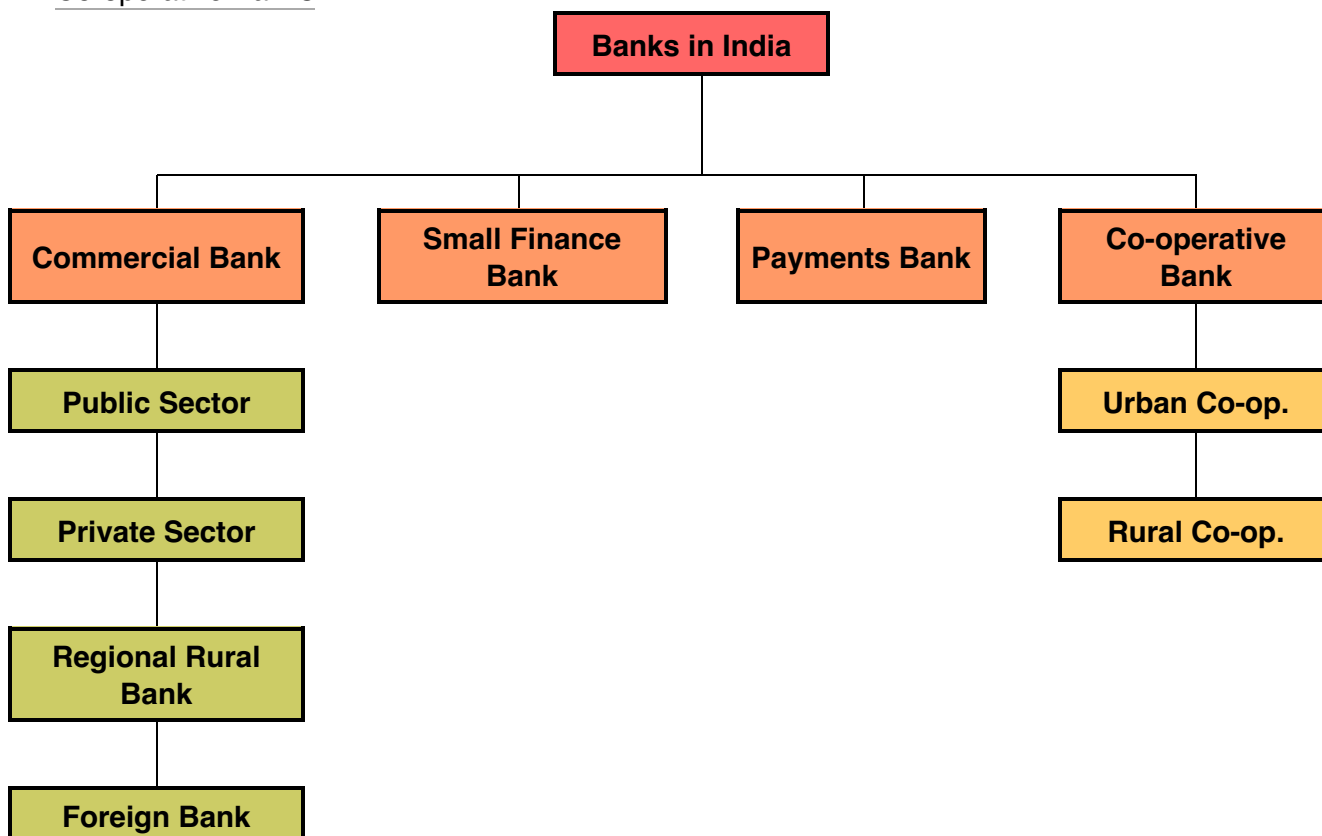 Banks in India
Commercial Bank
Small Finance
Bank
Payments Bank
Co-operative
Bank
Public Sector
Urban Co-op.
Private Sector
Rural Co-op.
Regional Rural
Bank
Foreign Bank